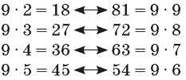 9 · 2 = 18 ⟷ 81 = 9 · 9
9 · 3 = 27 ⟷ 72 = 9 · 8
9 · 4 = 36 ⟷ 63 = 9 · 7
9 · 5 = 45 ⟷ 54 = 9 · 6